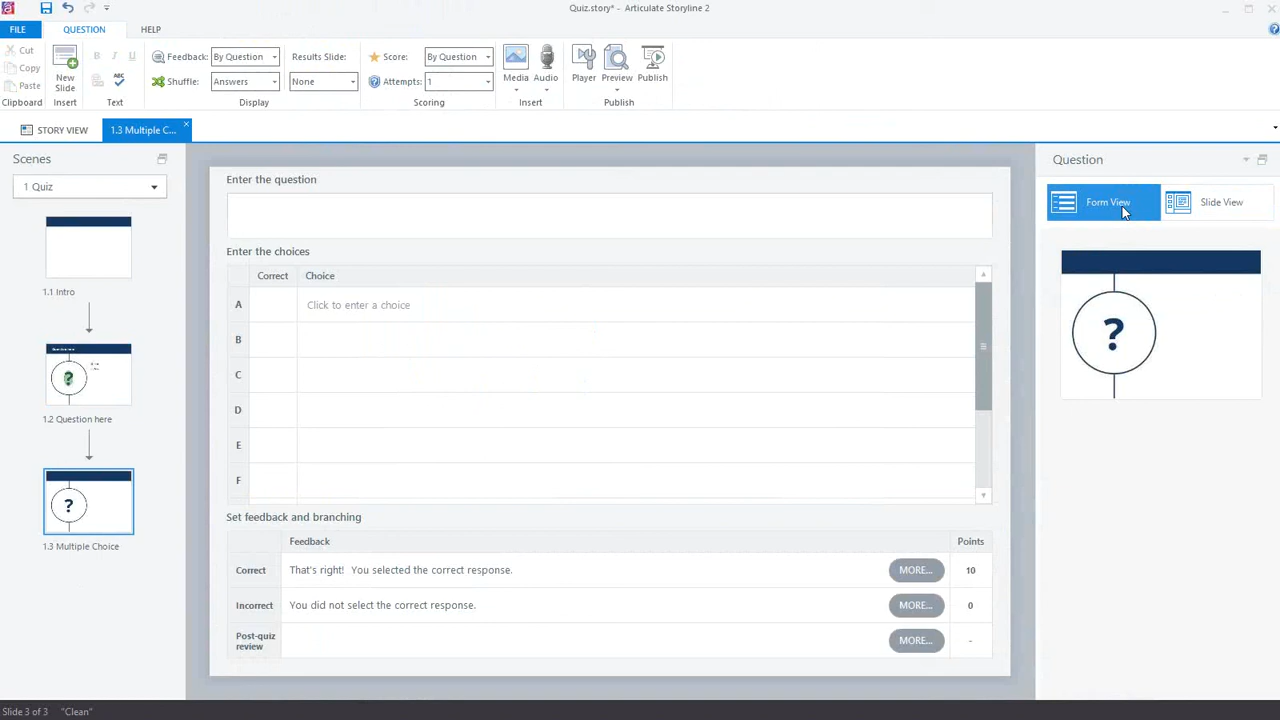 Quiz.story* - Articulate Storyline 2
FILE
QUESTION
HELP
Cut
Copy
Paste
Clipboard
New
Slide
Insert
B I U
ABC
Text
Feedback: By Question
Shuffle: Answers
Results Slide:
None
Display
Score: By Question
Attempts: 1
Scoring
Media
Audio
Insert
Player
Preview
Publish
Publish
STORY VIEW
1.3 Multiple C...
Scenes
1 Quiz
1.1 Intro
?
1.2 Question here
?
1.3 Multiple Choice
Enter the question
Enter the choices
Correct Choice
A Click to enter a choice
B
C
D
E
F
Set feedback and branching
Feedback Points
Correct That's right! You selected the correct response. MORE... 10
Incorrect You did not select the correct response. MORE... 0
Post-quiz
review MORE... -
Question
Form View
Slide View
?
Slide 3 of 3 "Clean"